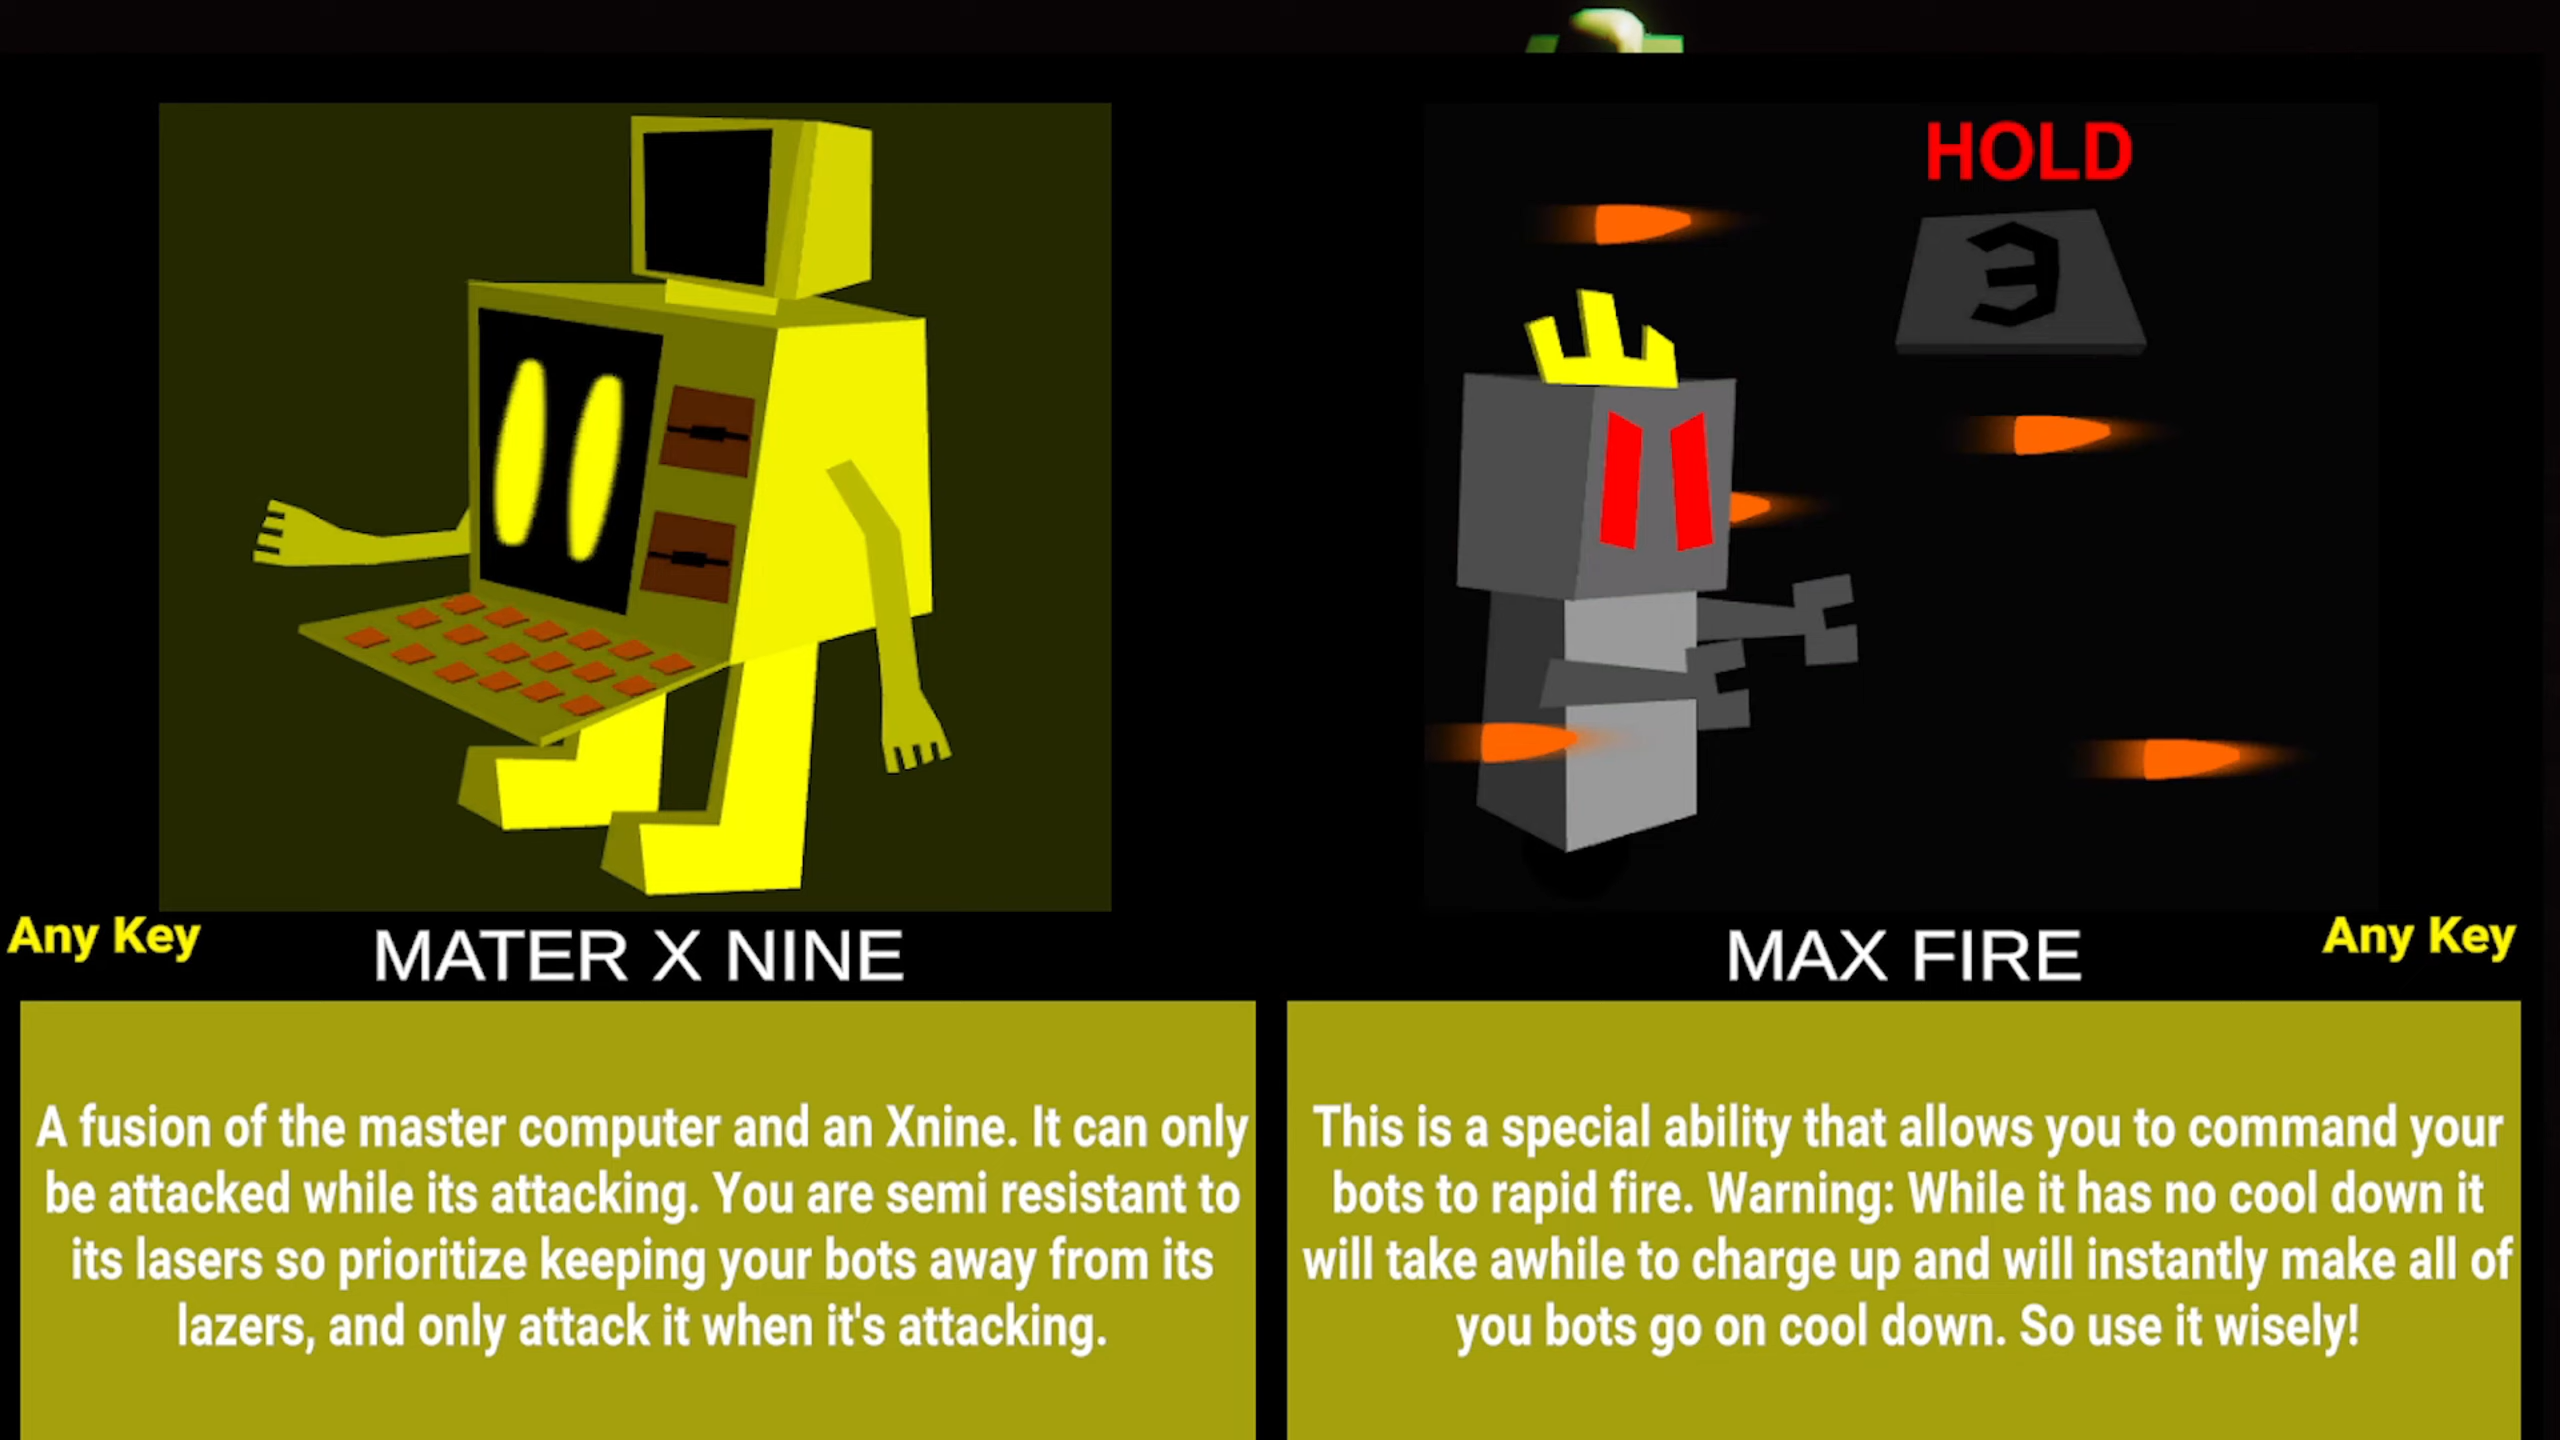 HOLD
3
Any Key
MATER X NINE
MAX FIRE
Any Key
A fusion of the master computer and an Xnine. It can only
be attacked while its attacking. You are semi resistant to
its lasers so prioritize keeping your bots away from its
lazers, and only attack it when it's attacking.
This is a special ability that allows you to command your
bots to rapid fire. Warning: While it has no cool down it
will take awhile to charge up and will instantly make all of
you bots go on cool down. So use it wisely!